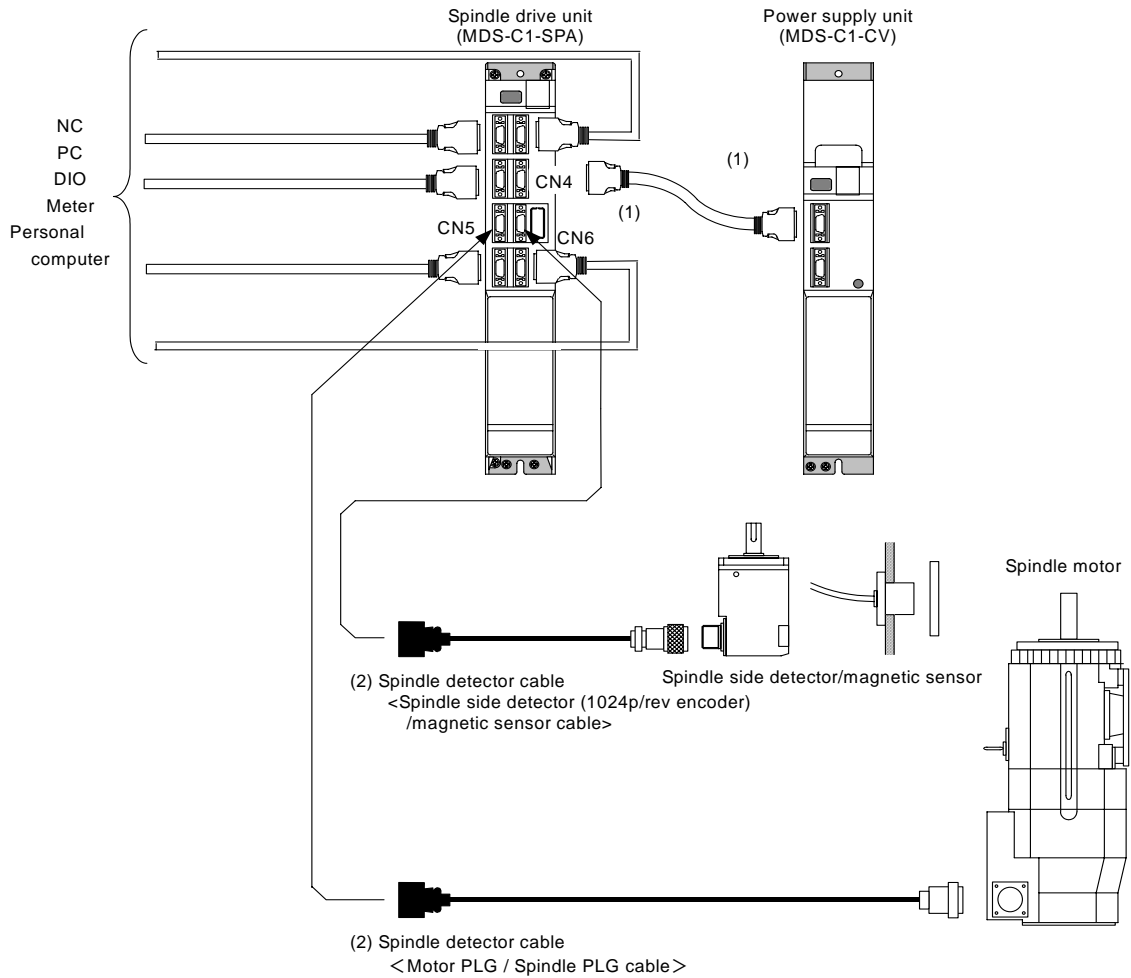 Spindle drive unit
(MDS-C1-SPA)
Power supply unit
(MDS-C1-CV)
NC
PC
DIO
Meter
Personal
computer
CN4
(1)
(1)
CN5
CN6
Spindle motor
Spindle side detector/magnetic sensor
(2) Spindle detector cable
<Spindle side detector (1024p/rev encoder)
/magnetic sensor cable>
(2) Spindle detector cable
＜Motor PLG / Spindle PLG cable＞